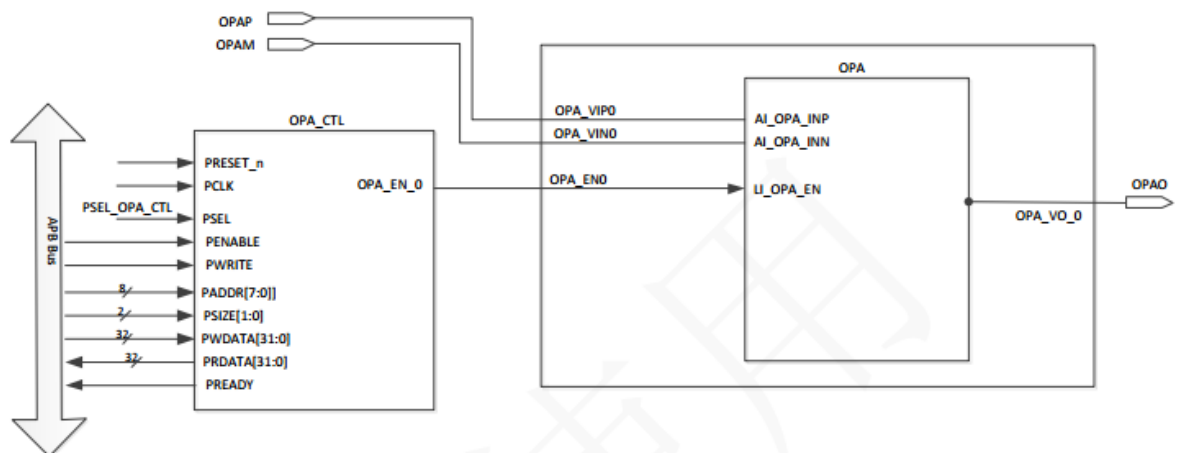 OPAP
OPAM
OPA
OPA_CTL
OPA_VIP0
AI_OPA_INP
OPA_VIN0
AI_OPA_INN
PRESET_n
PCLK
OPA_EN_0
OPA_EN0
LI_OPA_EN
OPAO
PSEL_OPA_CTL
PSEL
OPA_VO_0
APB Bus
PENABLE
PWRITE
8
PADDR[7:0]]
2
PSIZE[1:0]
32
PWDATA[31:0]
32
PRDATA[31:0]
PREADY
用